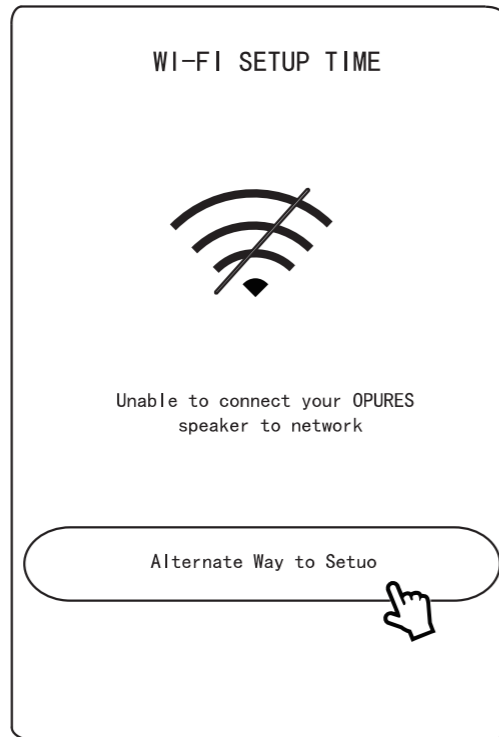 WI-FI SETUP TIME
Unable to connect your OPURES
speaker to network
Alternate Way to Setuo